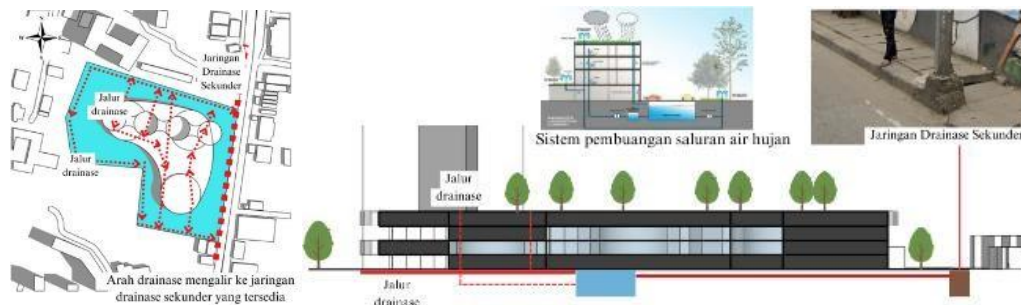 Jaringan
Drainase
Sekunder
Jalur
drainase
Jalur
drainase
Arah drainase mengalir ke jaringan
drainase sekunder yang tersedia
Sistem pembuangan saluran air hujan
Jaringan Drainase Sekunder
Jalur
drainase
Jalur
drainase